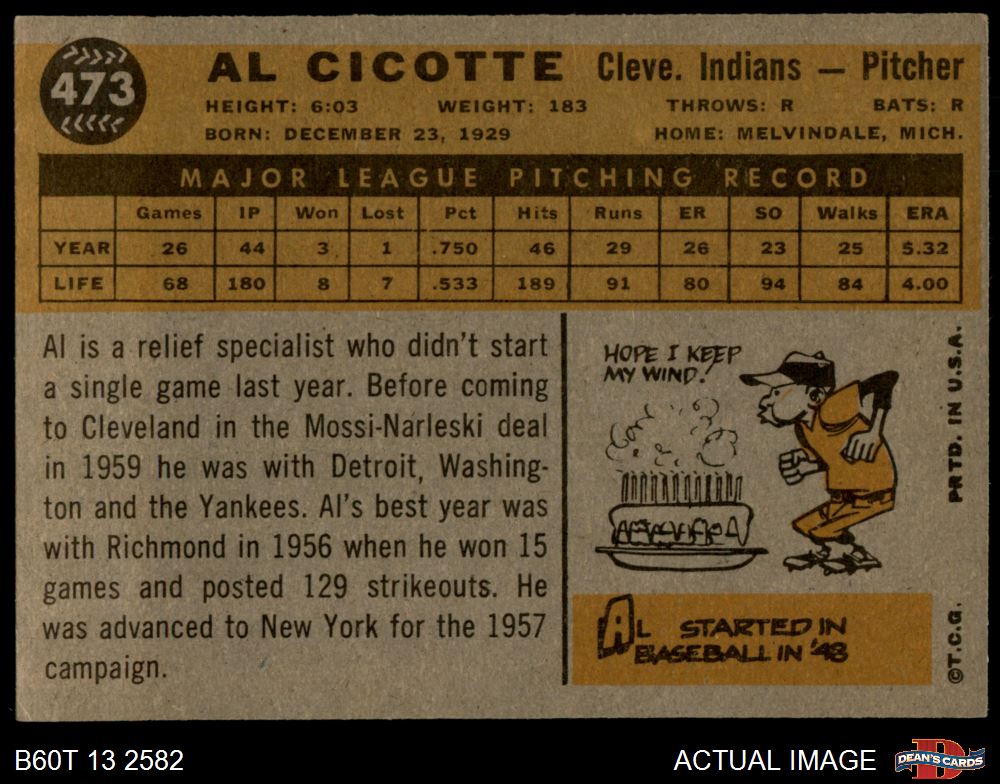 473
AL CICOTTE Cleve. Indians — Pitcher
HEIGHT: 6:03 WEIGHT: 183 THROWS: R BATS: R
BORN: DECEMBER 23, 1929 HOME: MELVINDALE, MICH.
MAJOR LEAGUE PITCHING RECORD
Games IP Won Lost Pct Hits Runs ER SO Walks ERA
YEAR 26 44 3 1 .750 46 29 26 23 25 5.32
LIFE 68 180 8 7 .533 189 91 80 94 84 4.00
Al is a relief specialist who didn't start
a single game last year. Before coming
to Cleveland in the Mossi-Narleski deal
in 1959 he was with Detroit, Washing-
ton and the Yankees. Al's best year was
with Richmond in 1956 when he won 15
games and posted 129 strikeouts. He
was advanced to New York for the 1957
campaign.
HOPE I KEEP
MY WIND!
AL STARTED IN
BASEBALL IN '48
©T.C.G. PRTD. IN U.S.A.
B60T 13 2582 ACTUAL IMAGE
DEAN'S CARDS